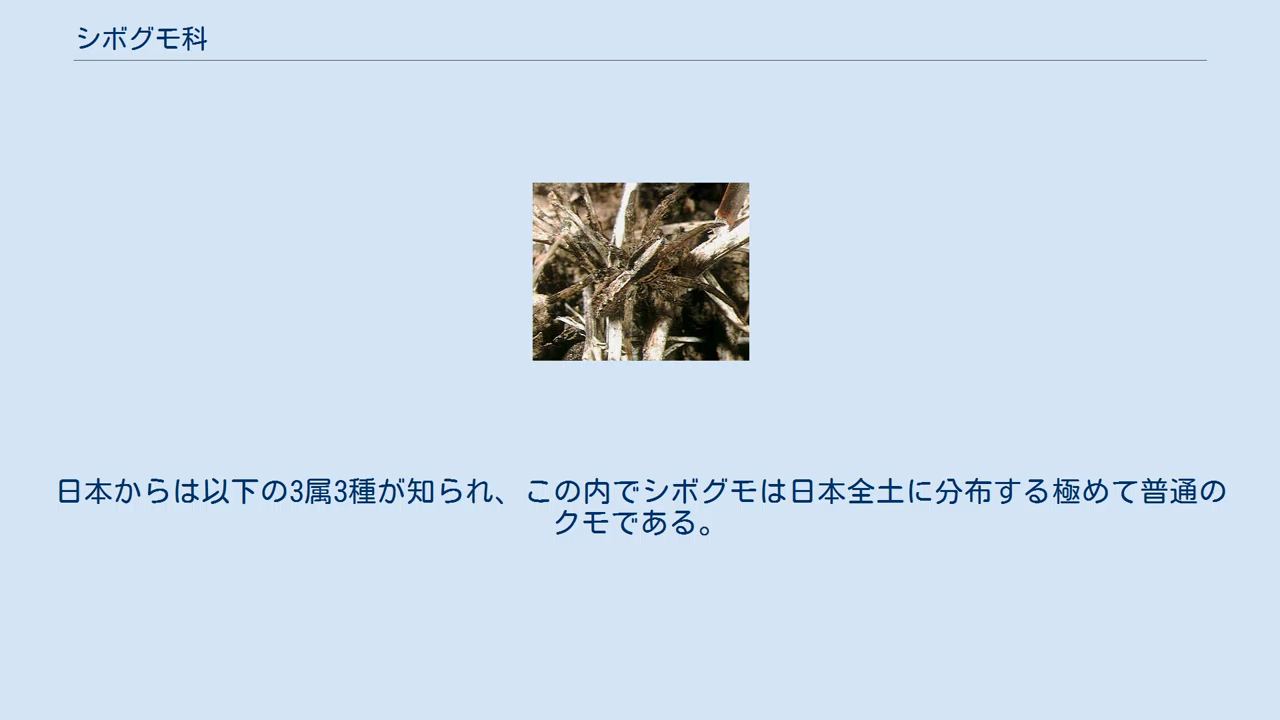 シボグモ科
日本からは以下の3属3種が知られ、この内でシボグモは日本全土に分布する極めて普通の
クモである。